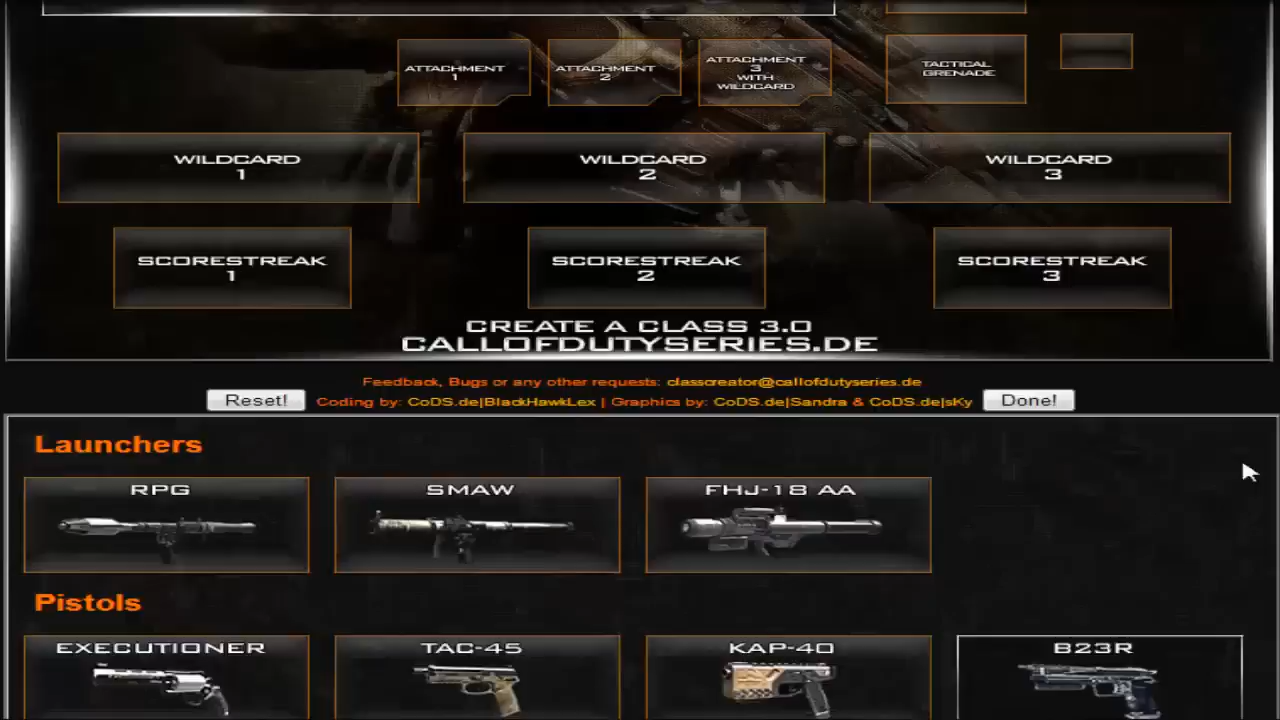 ATTACHMENT
1
ATTACHMENT
2
ATTACHMENT
3
WITH
WILDCARD
TACTICAL
GRENADE
WILDCARD
1
WILDCARD
2
WILDCARD
3
SCORESTREAK
1
SCORESTREAK
2
SCORESTREAK
3
CREATE A CLASS 3.0
CALLOFDUTYSERIES.DE
Feedback, Bugs or any other requests: classcreator@callofdutyseries.de
Reset!
Coding by: CoDS.de|BlackHawkLex | Graphics by: CoDS.de|Sandra & CoDS.de|sKy
Done!
Launchers
RPG
SMAW
FHJ-18 AA
Pistols
EXECUTIONER
TAC-45
KAP-40
B23R